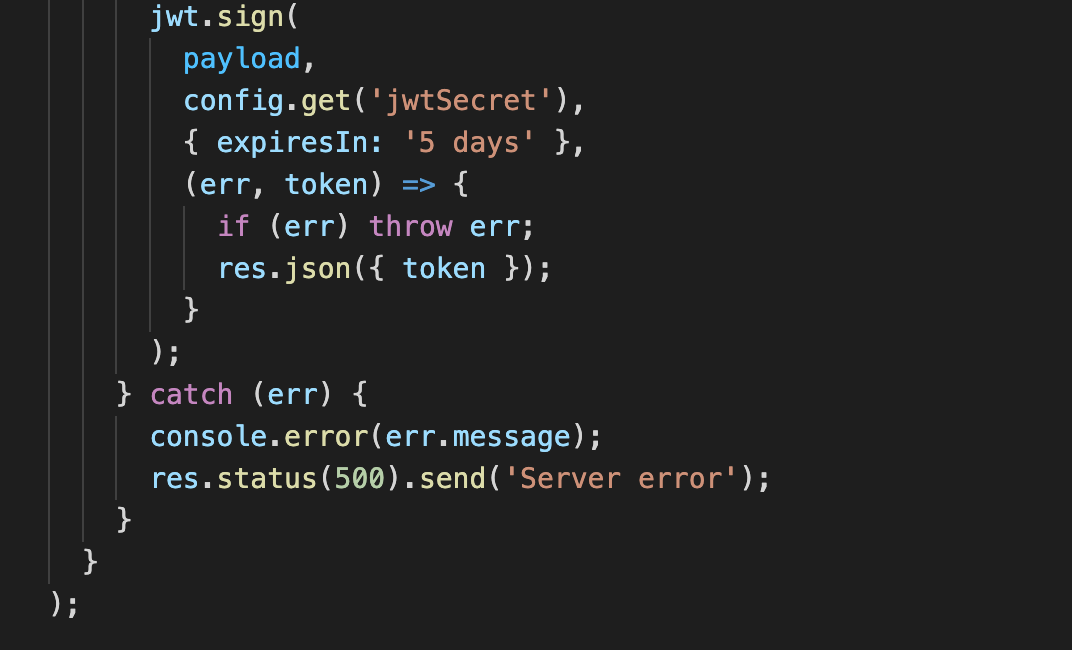 jwt.sign(
payload,
config.get('jwtSecret'),
{ expiresIn: '5 days' },
(err, token) => {
if (err) throw err;
res.json({ token });
}
);
} catch (err) {
console.error(err.message);
res.status(500).send('Server error');
}
}
);